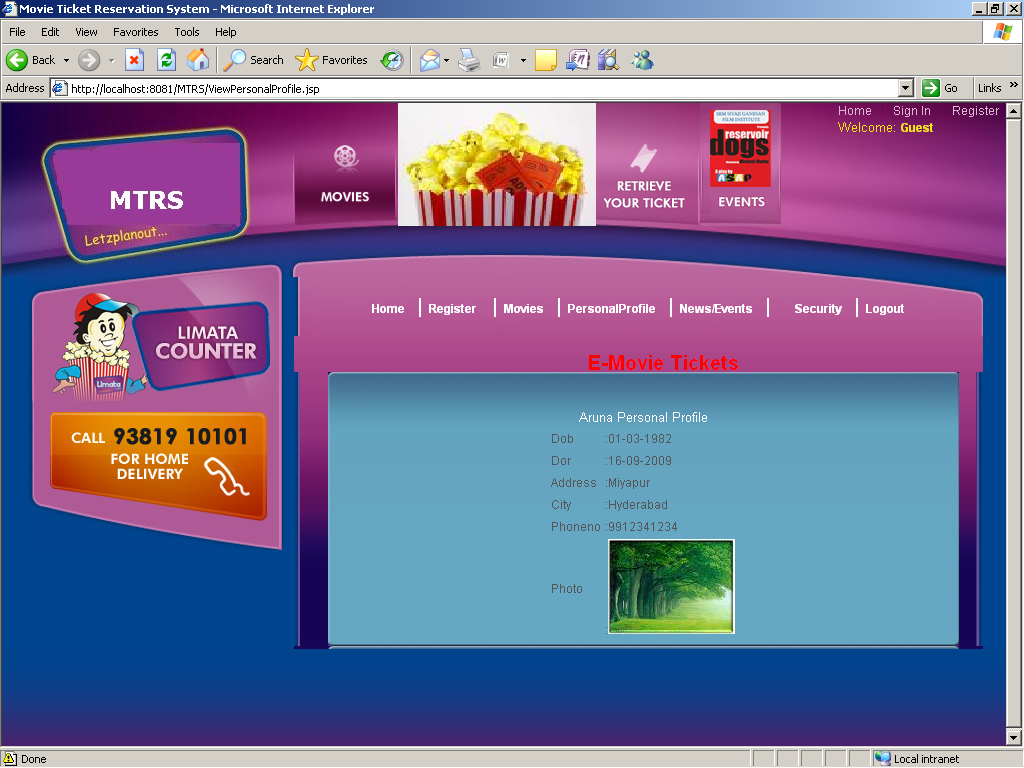 Movie Ticket Reservation System - Microsoft Internet Explorer
File Edit View Favorites Tools Help
Back Search Favorites
Address http://localhost:8081/MTRS/ViewPersonalProfile.jsp Go Links »
Home Sign In Register
Welcome: Guest
MTRS
Letzplanout...
MOVIES
RETRIEVE
YOUR TICKET
reservoir
dogs
ASAP
EVENTS
LIMATA
COUNTER
Limata
CALL 93819 10101
FOR HOME
DELIVERY
Home Register Movies PersonalProfile News/Events Security Logout
E-Movie Tickets
Aruna Personal Profile
Dob :01-03-1982
Dor :16-09-2009
Address :Miyapur
City :Hyderabad
Phoneno :9912341234
Photo :
Done Local intranet